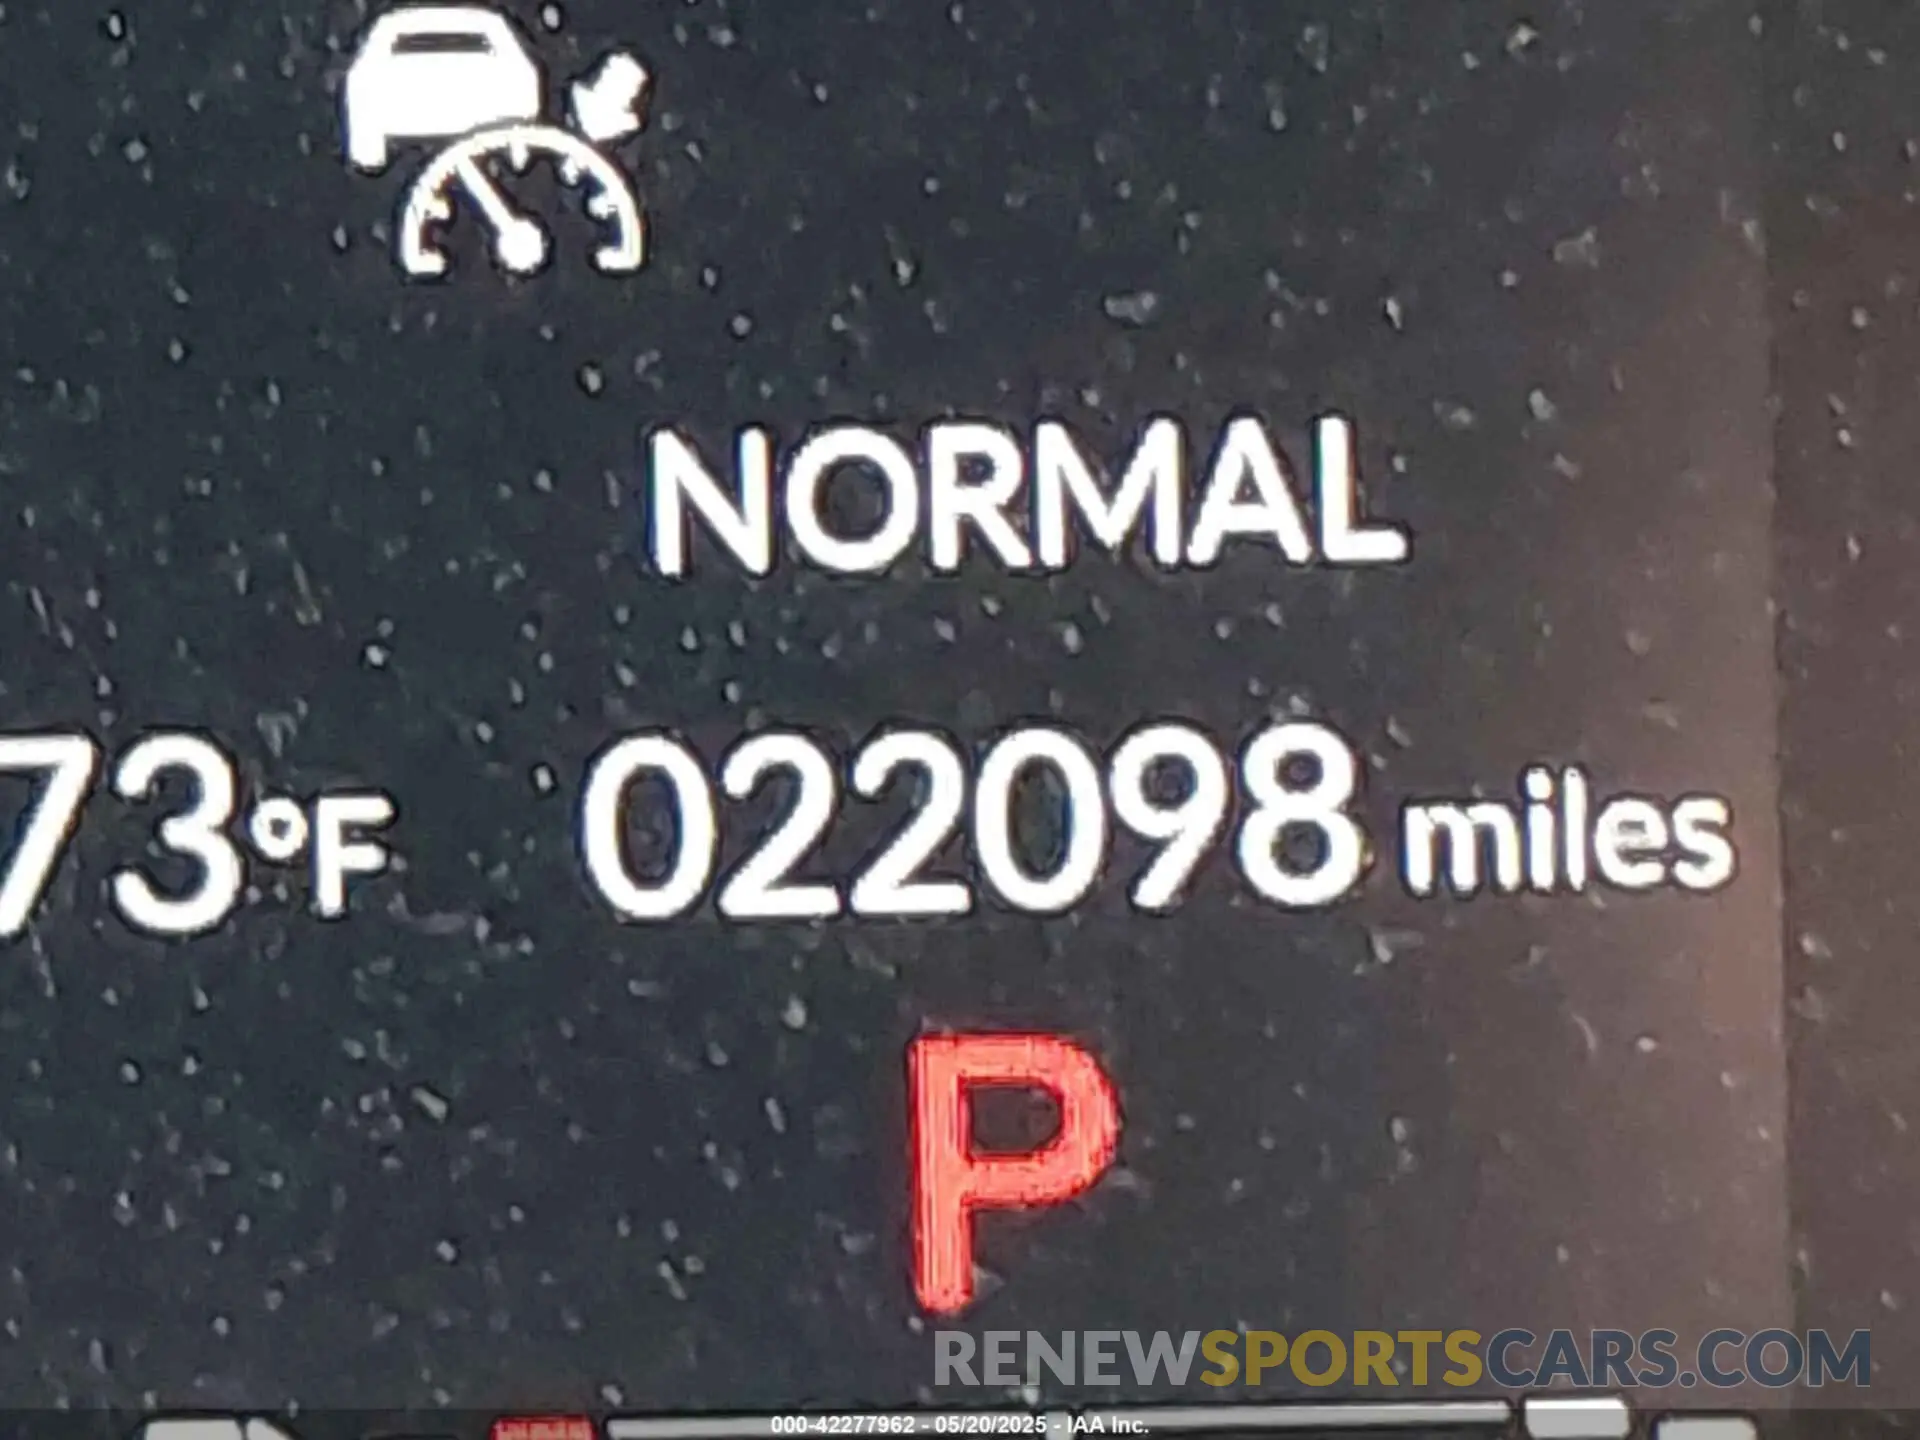 NORMAL
73°F 022098 miles
P
RENEWSPORTSCARS.COM
000-42277962 - 05/20/2025 - IAA Inc.